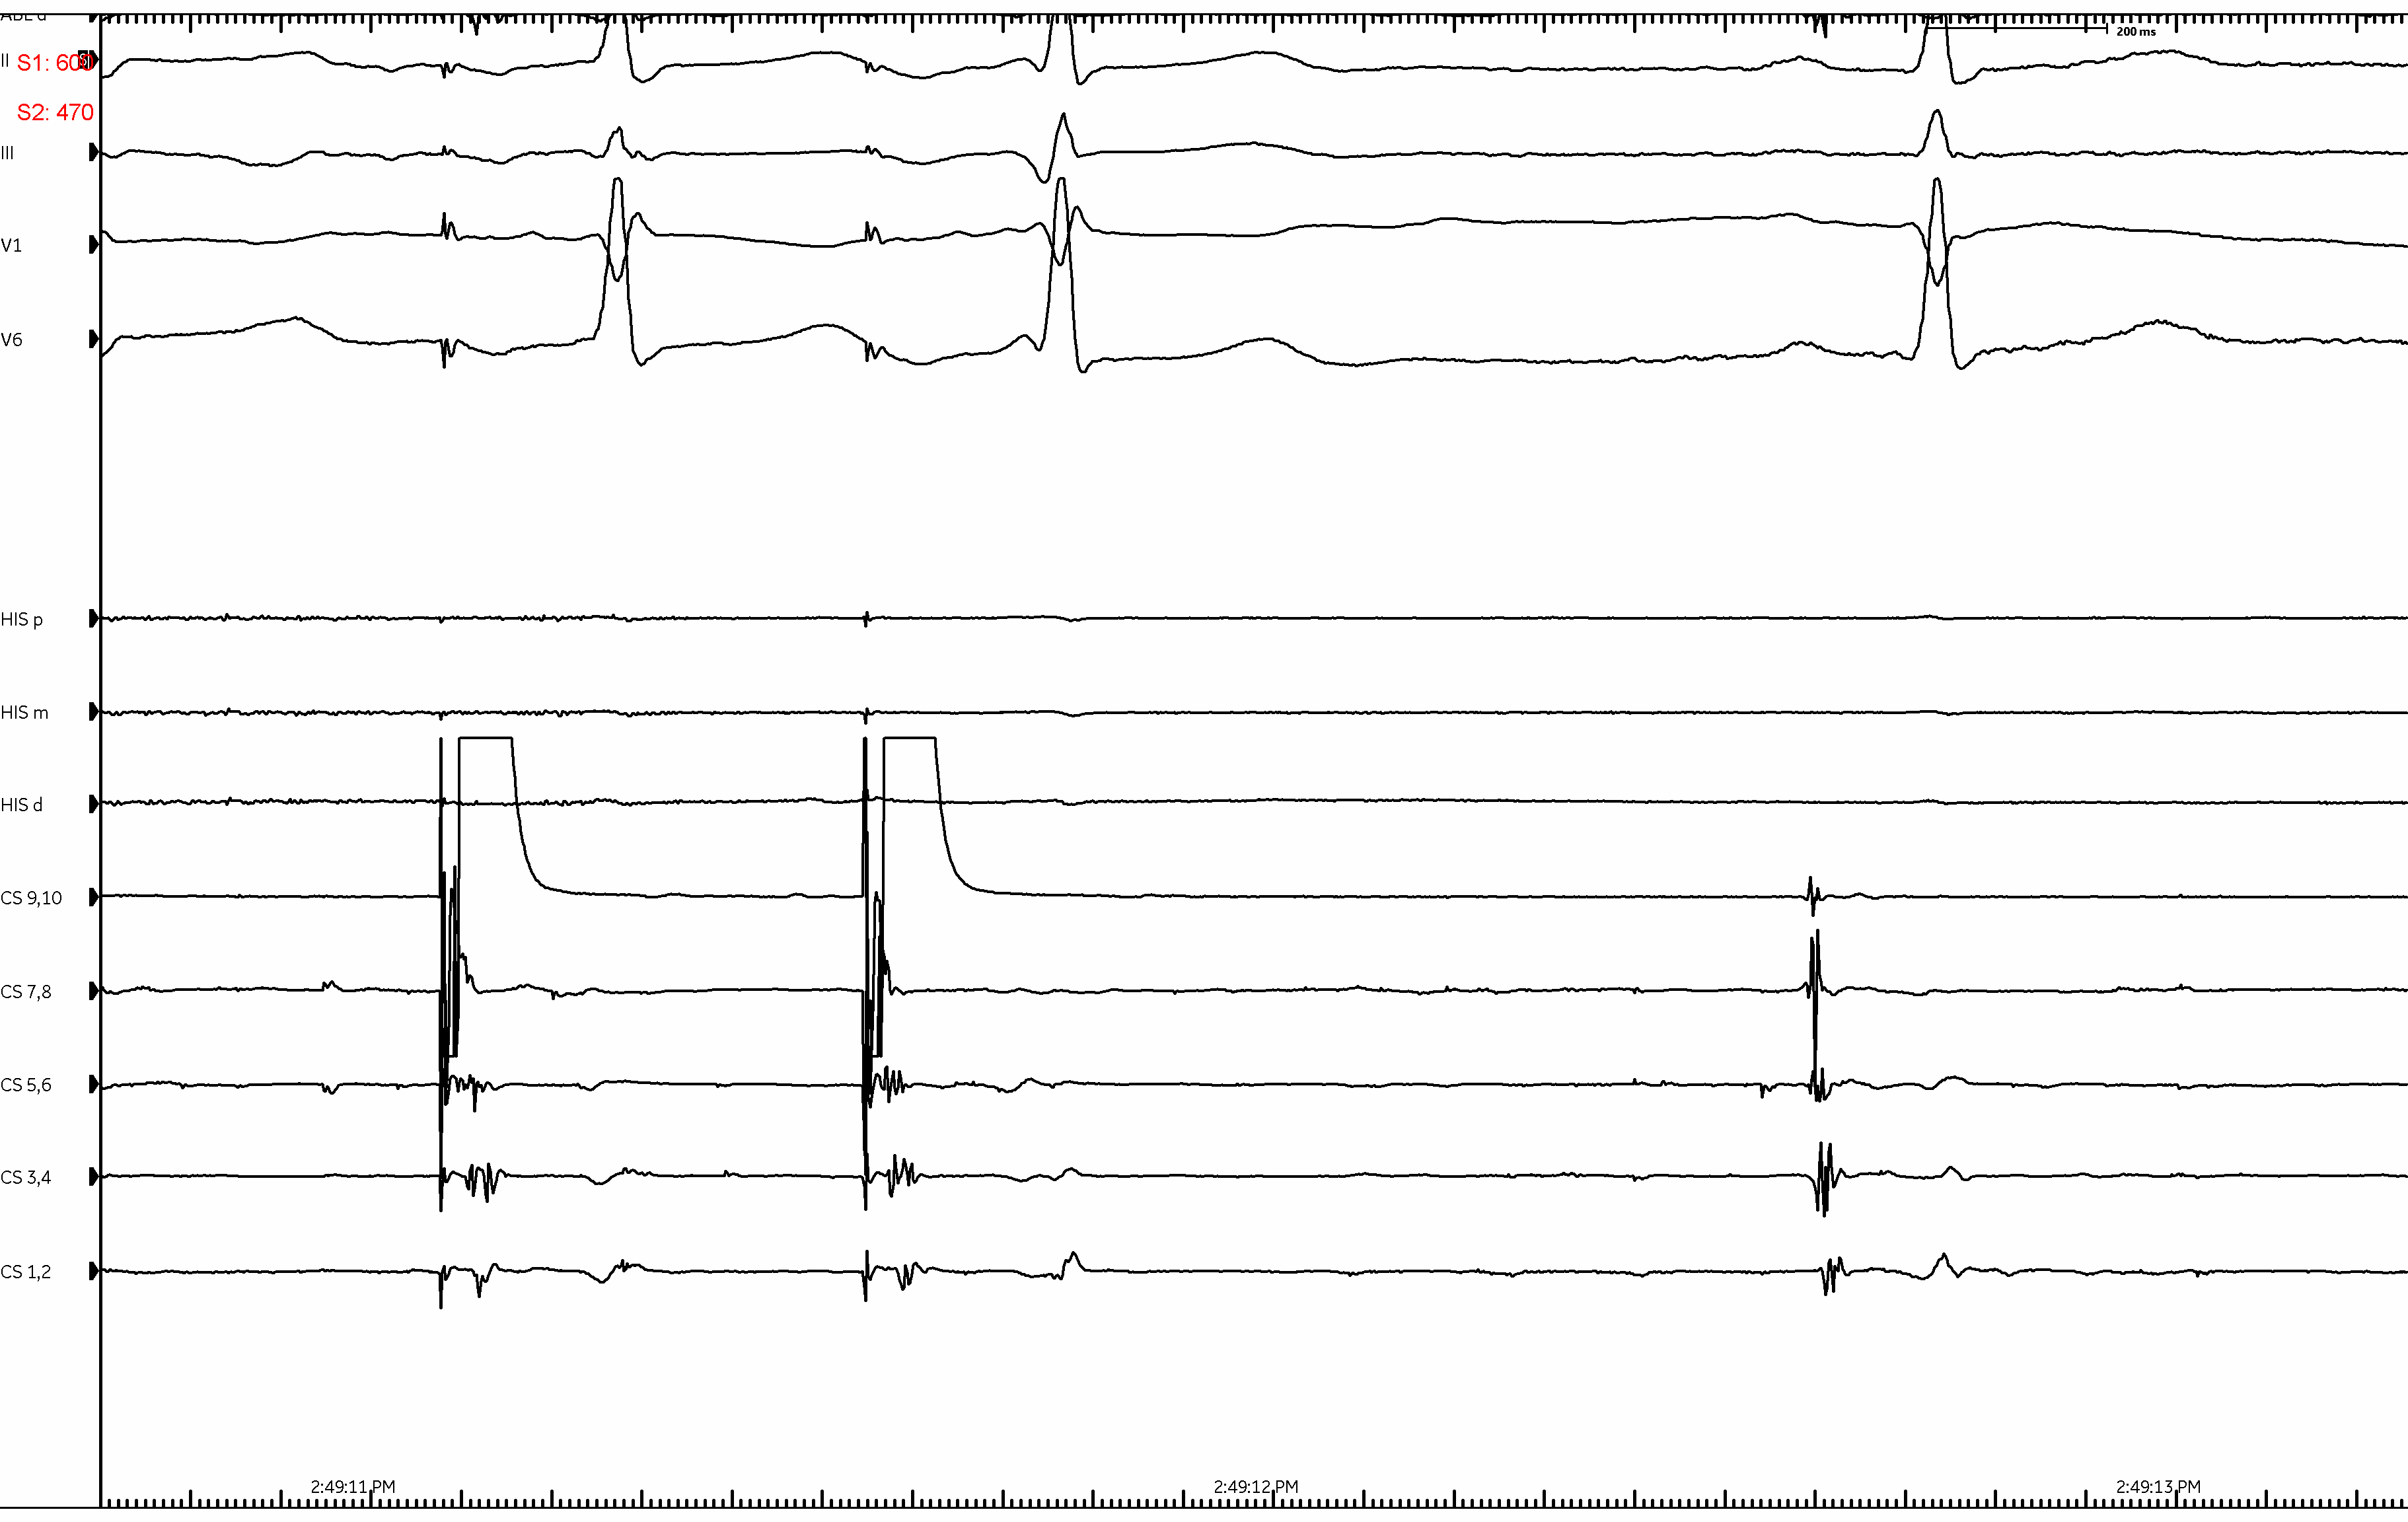 200 ms
II
S1: 600
S2: 470
III
V1
V6
HIS p
HIS m
HIS d
CS 9,10
CS 7,8
CS 5,6
CS 3,4
CS 1,2
2:49:11 PM
2:49:12 PM
2:49:13 PM